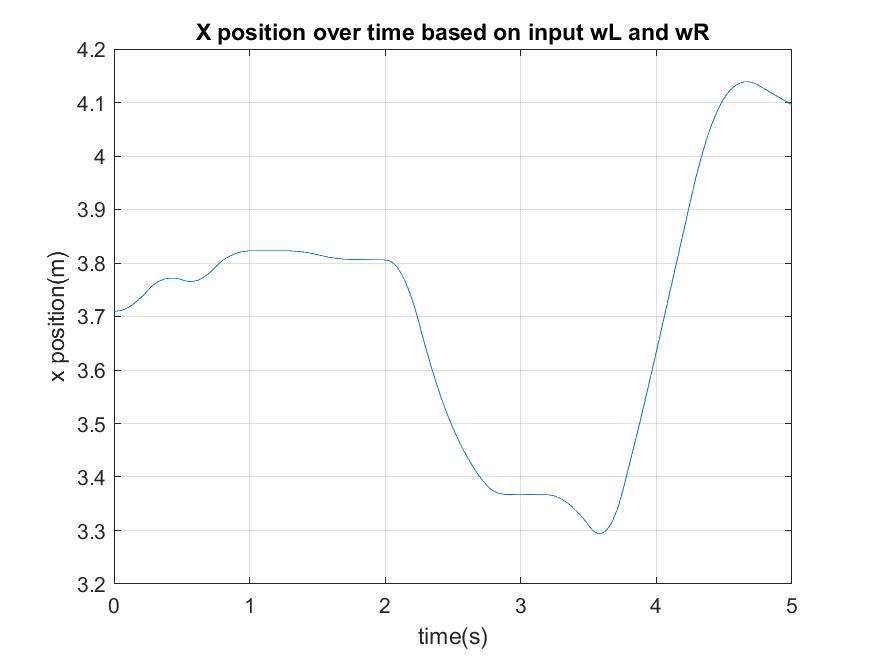 X position over time based on input wL and wR
4.2
4.1
4
3.9
3.8
3.7
3.6
3.5
3.4
3.3
3.2
x position(m)
0 1 2 3 4 5
time(s)